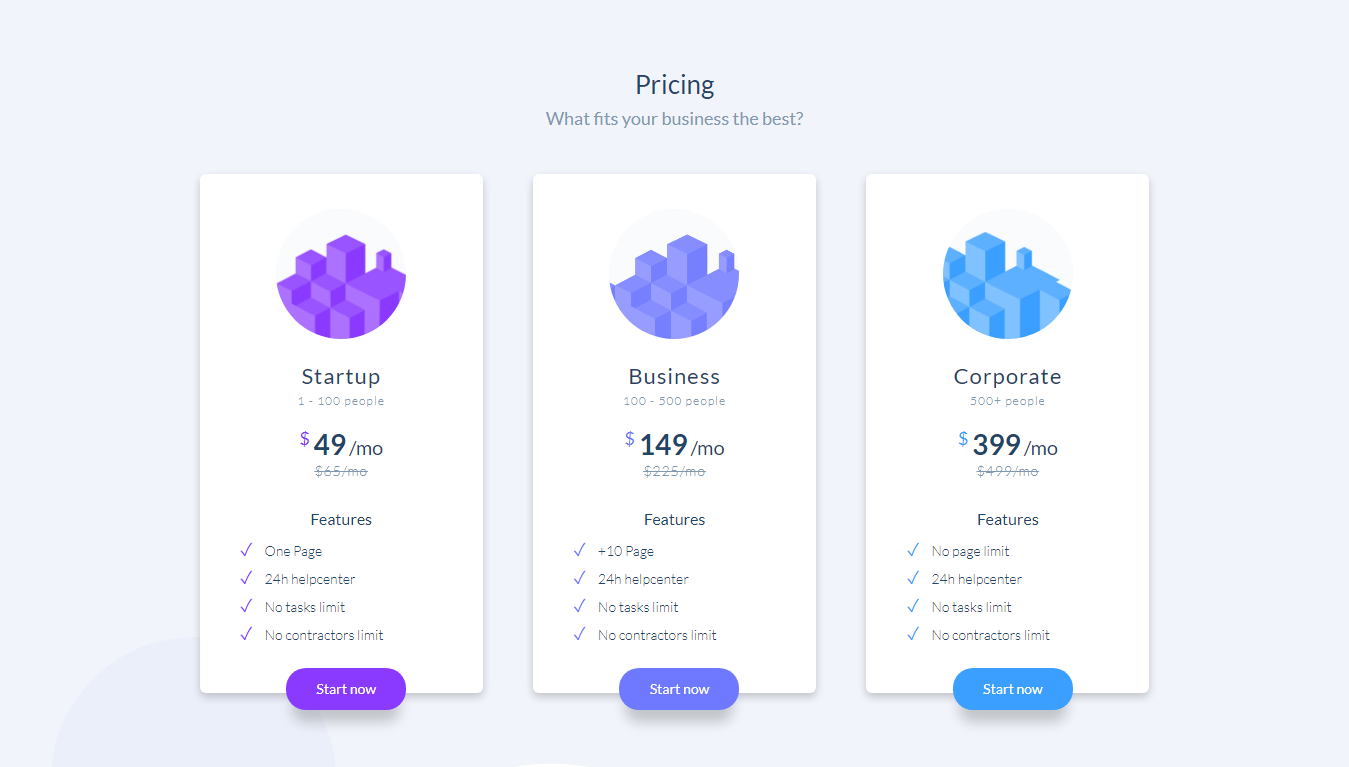 Pricing
What fits your business the best?
Startup
1 - 100 people
$ 49 /mo
$65/mo
Features
One Page
24h helpcenter
No tasks limit
No contractors limit
Start now
Business
100 - 500 people
$ 149 /mo
$225/mo
Features
+10 Page
24h helpcenter
No tasks limit
No contractors limit
Start now
Corporate
500+ people
$ 399 /mo
$499/mo
Features
No page limit
24h helpcenter
No tasks limit
No contractors limit
Start now